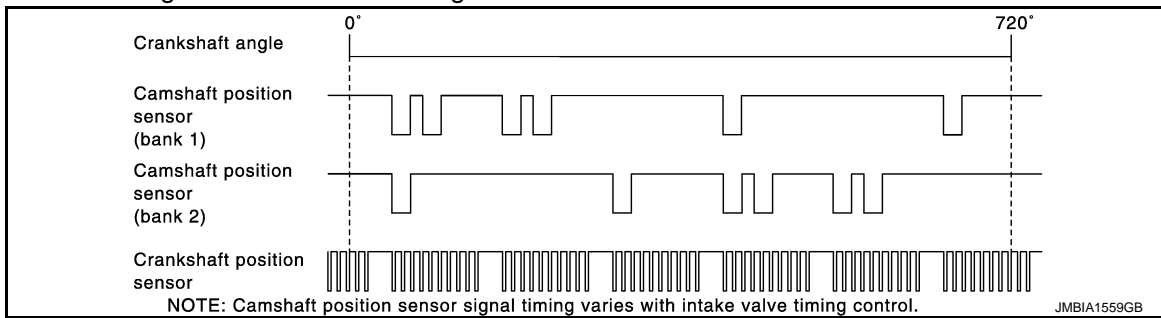 0° 720°
Crankshaft angle
Camshaft position
sensor
(bank 1)
Camshaft position
sensor
(bank 2)
Crankshaft position
sensor
NOTE: Camshaft position sensor signal timing varies with intake valve timing control.
JMBIA1559GB